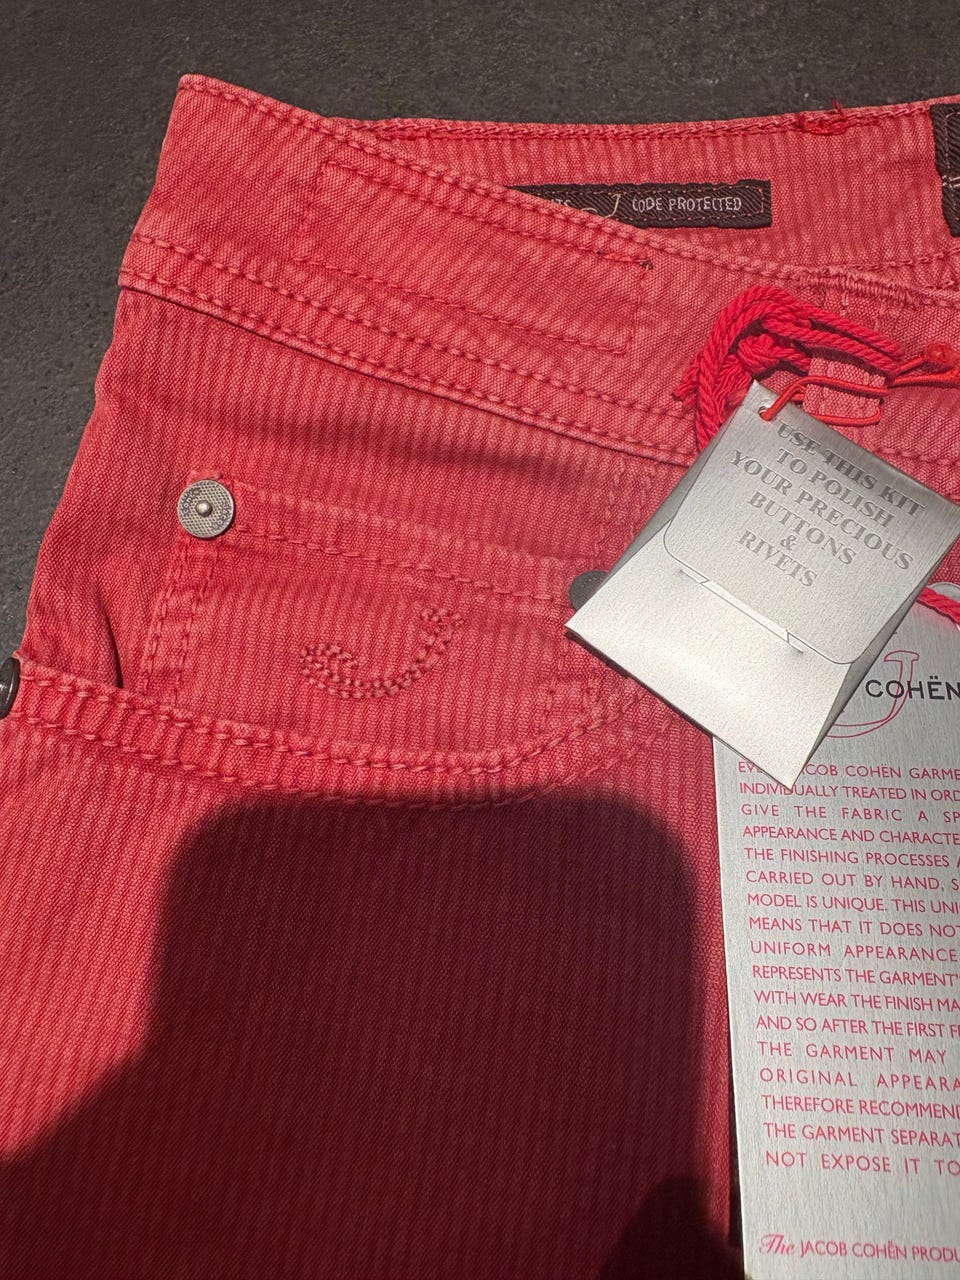 CODE PROTECTED
USE THIS KIT
TO POLISH
YOUR PRECIOUS
BUTTONS
&
RIVETS
J
COHËN
JACOB COHËN GARME
INDIVIDUALLY TREATED IN ORD
GIVE THE FABRIC A SP
APPEARANCE AND CHARACTE
THE FINISHING PROCESSES
CARRIED OUT BY HAND, S
MODEL IS UNIQUE. THIS UNI
MEANS THAT IT DOES NOT
UNIFORM APPEARANCE
REPRESENTS THE GARMENT'
WITH WEAR THE FINISH MA
AND SO AFTER THE FIRST F
THE GARMENT MAY
ORIGINAL APPEARA
THEREFORE RECOMMEND
THE GARMENT SEPARAT
NOT EXPOSE IT TO
The JACOB COHËN PRODU